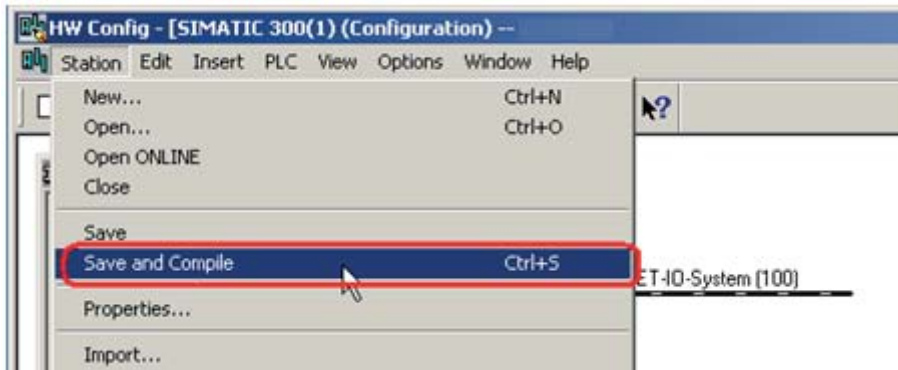 HW Config - [SIMATIC 300(1) (Configuration) --
Station Edit Insert PLC View Options Window Help
New... Ctrl+N
Open... Ctrl+O
Open ONLINE
Close
Save
Save and Compile Ctrl+S
ET-IO-System (100)
Properties...
Import...